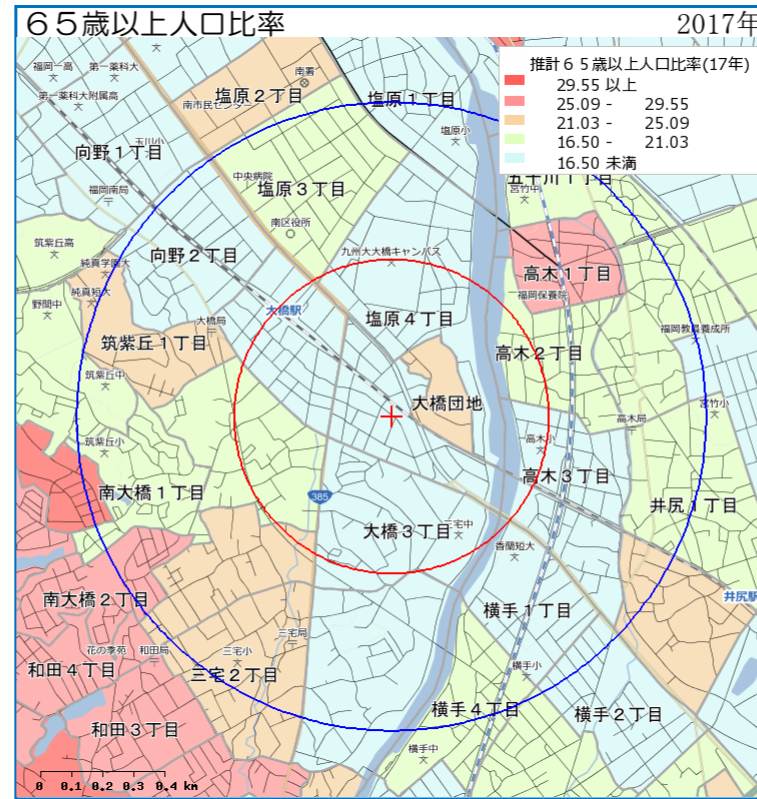 65歳以上人口比率
2017年
推計65歳以上人口比率(17年)
29.55 以上
25.09 - 29.55
21.03 - 25.09
16.50 - 21.03
16.50 未満
福岡一高
第一薬科大
南署
第一薬科大附属高
塩原2丁目
塩原1丁目
南市民センター
塩原小
玉川小
向野1丁目
中央病院
塩原3丁目
五十川1丁目
宮竹中
福岡南局
南区役所
筑紫丘高
向野2丁目
九州大大橋キャンパス
純真学園大
高木1丁目
純真短大
福岡保養院
野間中
大橋駅
大橋局
塩原4丁目
福岡教員養成所
筑紫丘1丁目
高木2丁目
筑紫丘中
大橋団地
宮竹小
高木局
筑紫丘小
高木小
高木3丁目
南大橋1丁目
385
井尻1丁目
大橋3丁目
三宅中
香蘭短大
南大橋2丁目
井尻駅
横手1丁目
三宅局
花の季苑
和田局
三宅小
和田4丁目
三宅2丁目
横手小
横手4丁目
横手2丁目
和田3丁目
横手中
0 0.1 0.2 0.3 0.4 km